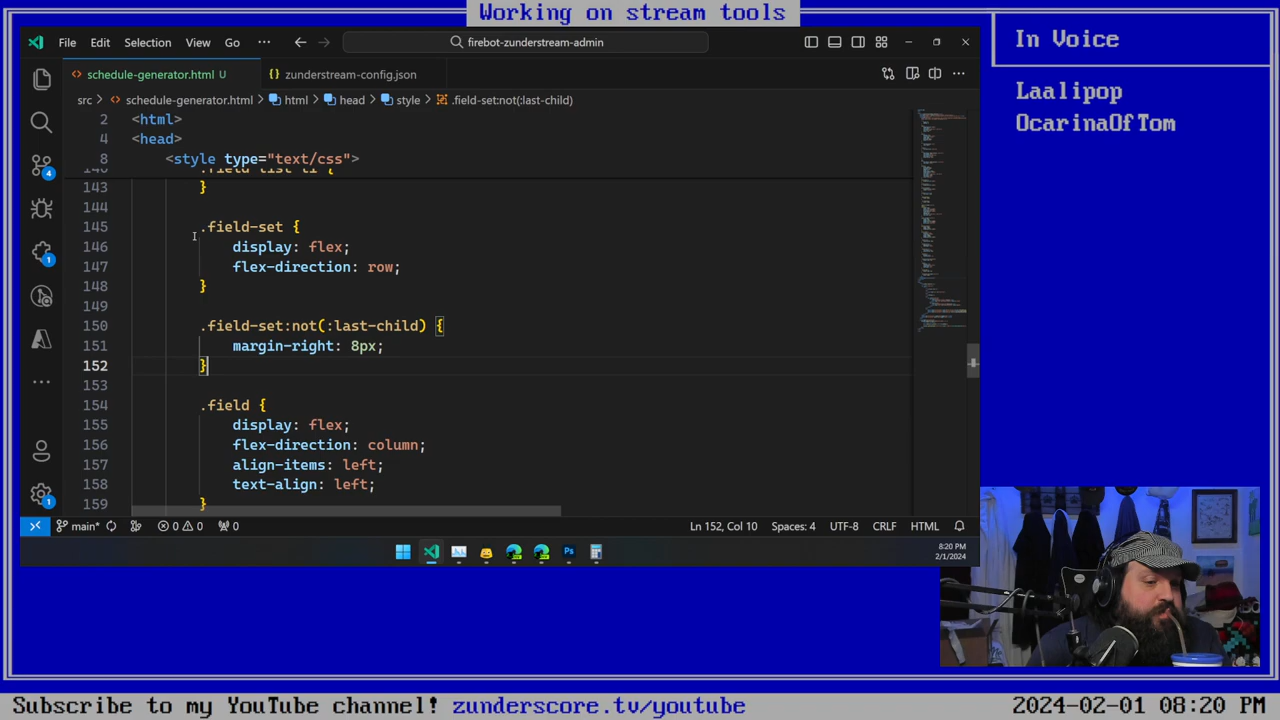 Working on stream tools
File Edit Selection View Go ··· firebot-zunderstream-admin
schedule-generator.html U zunderstream-config.json
src > schedule-generator.html > html > head > style > .field-set:not(:last-child)
2 <html>
4 <head>
8 <style type="text/css">
143 }
144
145 .field-set {
146 display: flex;
147 flex-direction: row;
148 }
149
150 .field-set:not(:last-child) {
151 margin-right: 8px;
152 }
153
154 .field {
155 display: flex;
156 flex-direction: column;
157 align-items: left;
158 text-align: left;
159 }
main* 0 0 0 Ln 152, Col 10 Spaces: 4 UTF-8 CRLF HTML
8:20 PM
2/1/2024
In Voice
Laalipop
OcarinaOfTom
Subscribe to my YouTube channel! zunderscore.tv/youtube 2024-02-01 08:20 PM